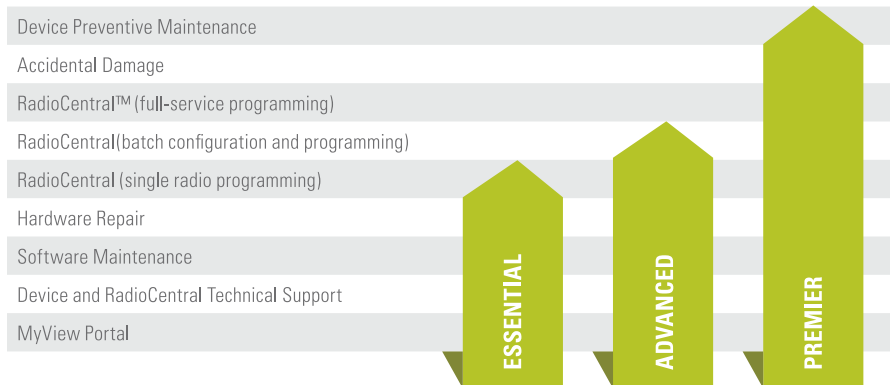 Device Preventive Maintenance
Accidental Damage
RadioCentral™ (full-service programming)
RadioCentral(batch configuration and programming)
RadioCentral (single radio programming)
Hardware Repair
Software Maintenance
Device and RadioCentral Technical Support
MyView Portal
ESSENTIAL
ADVANCED
PREMIER